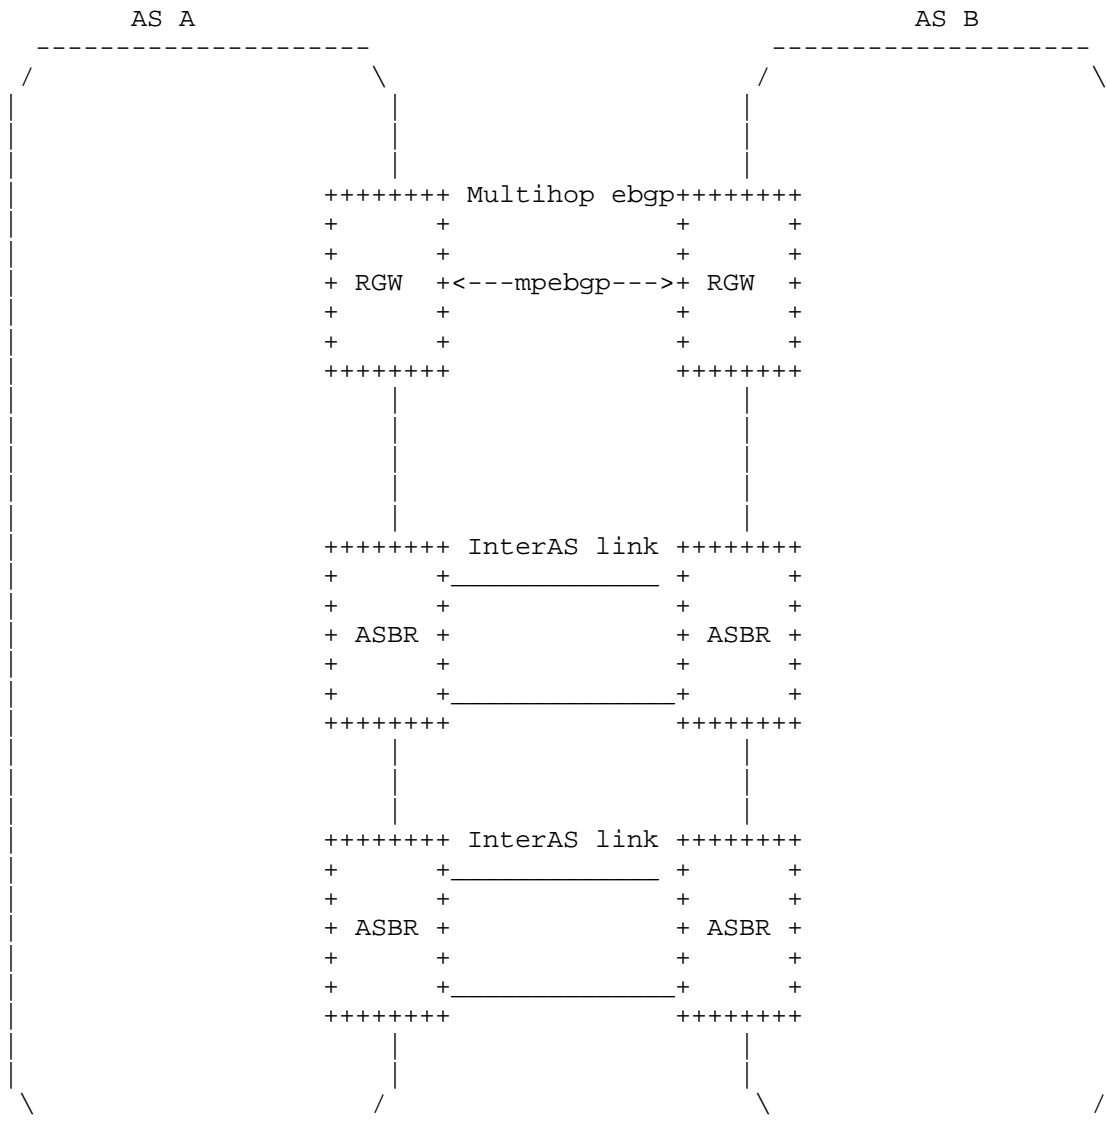 AS A AS B
Multihop ebgp
RGW <---mpebgp---> RGW
InterAS link
ASBR ASBR
InterAS link
ASBR ASBR